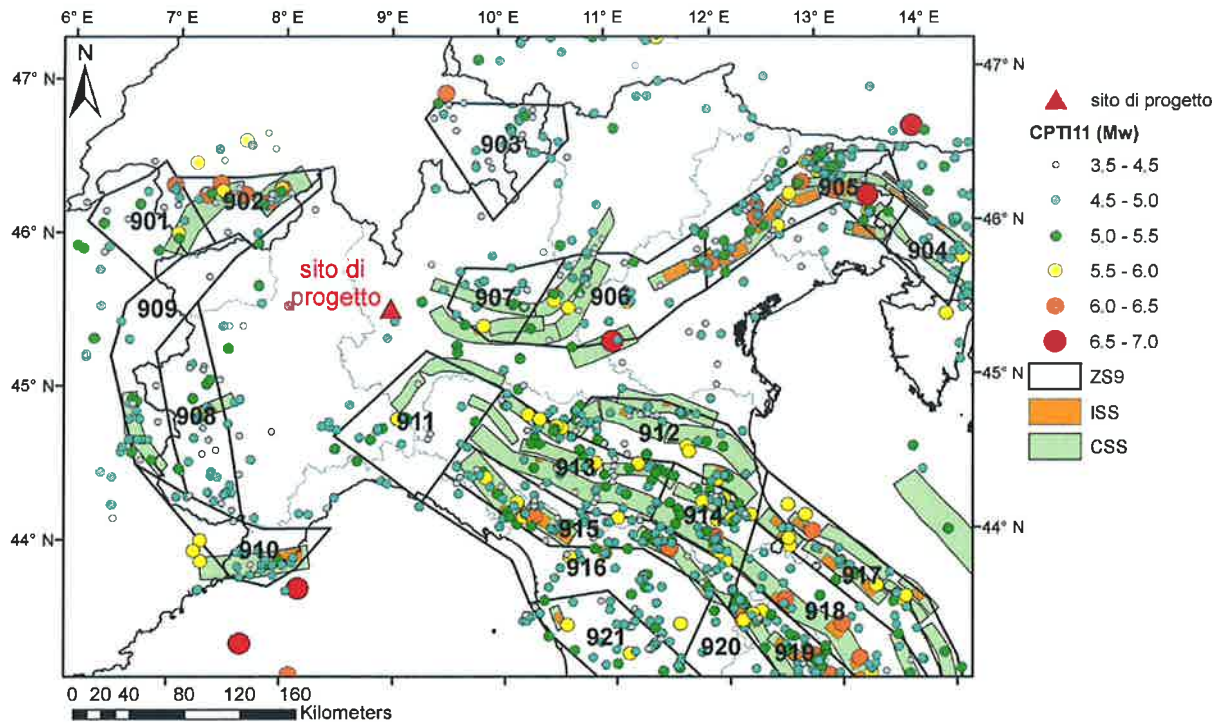 6° E 7° E 8° E 9° E 10° E 11° E 12° E 13° E 14° E
N
47° N 47° N
46° N 46° N
45° N 45° N
44° N 44° N
901
902
903
904
905
906
907
908
909
910
911
912
913
914
915
916
917
918
919
920
921
sito di
progetto
sito di progetto
CPTI11 (Mw)
3.5 - 4.5
4.5 - 5.0
5.0 - 5.5
5.5 - 6.0
6.0 - 6.5
6.5 - 7.0
ZS9
ISS
CSS
0 20 40 80 120 160
Kilometers